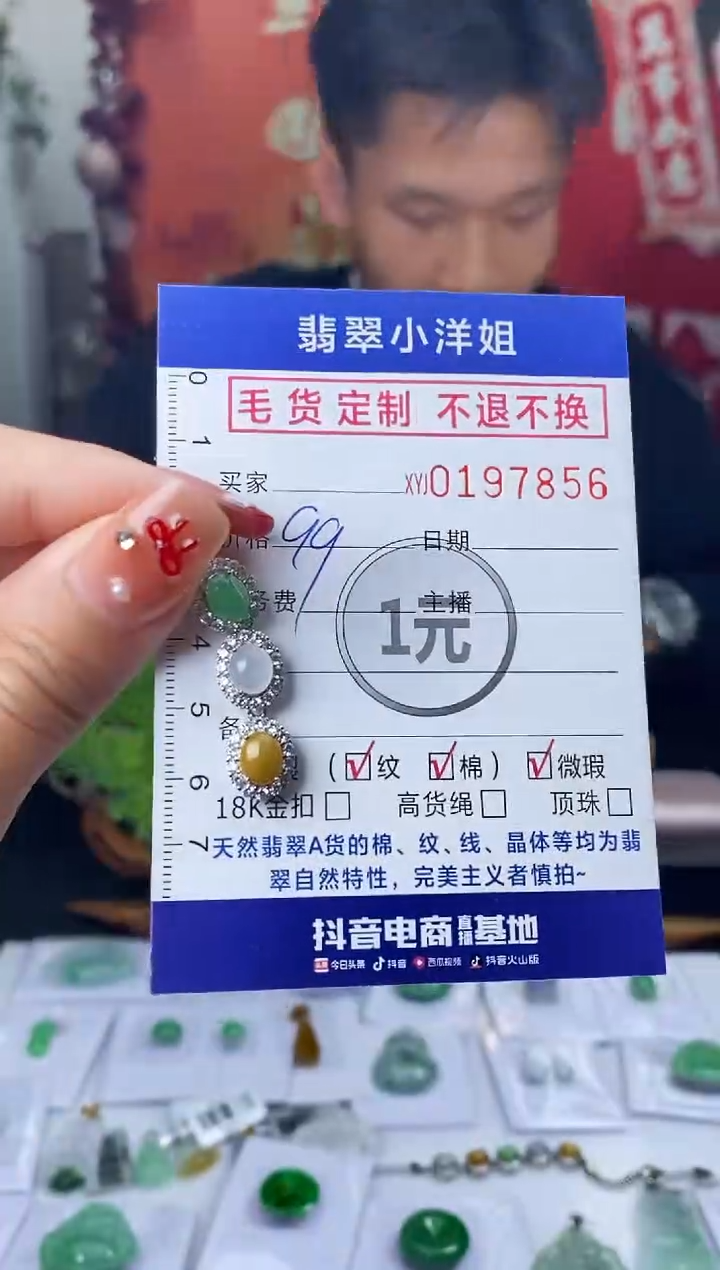 翡翠小洋姐
毛货定制 不退不换
买家 XYJ0197856
价格 99 日期
务费 主播
1元
(☑纹 ☑棉) ☑微瑕
18K金扣□ 高货绳□ 顶珠□
天然翡翠A货的棉、纹、线、晶体等均为翡
翠自然特性，完美主义者慎拍~
抖音电商直播基地
今日头条 抖音 西瓜视频 抖音火山版
0
1
4
5
6
7